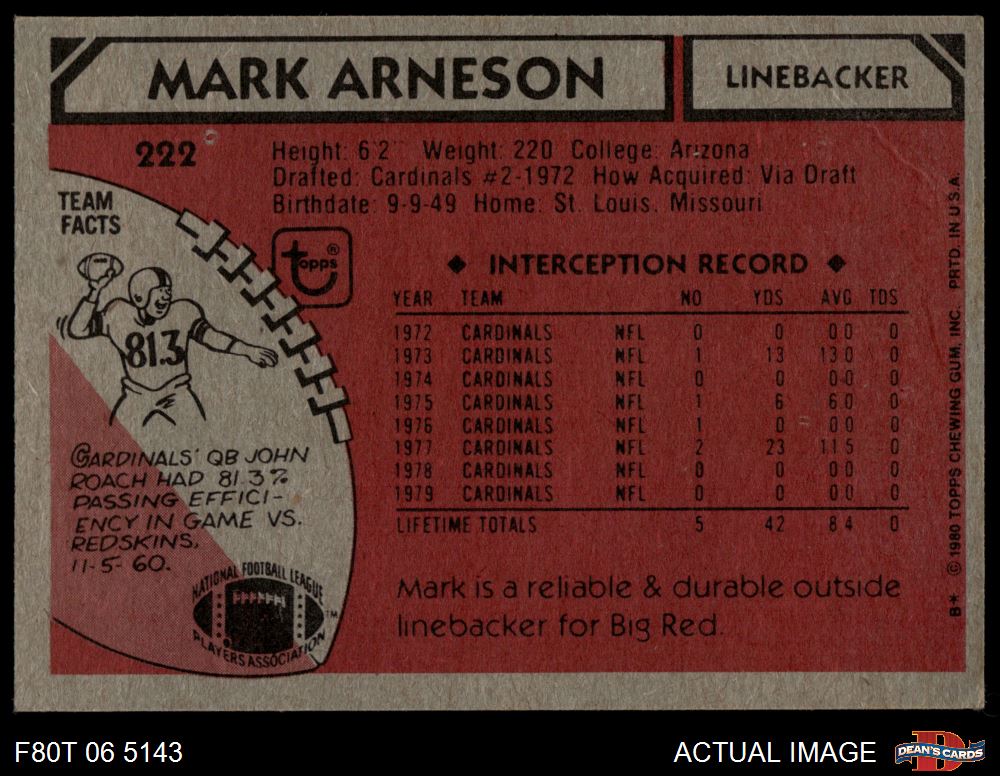 MARK ARNESON
LINEBACKER
222
Height: 6 2 Weight: 220 College: Arizona
Drafted: Cardinals #2-1972 How Acquired: Via Draft
Birthdate: 9-9-49 Home: St. Louis, Missouri
TEAM
FACTS
topps ®
81.3
CARDINALS' QB JOHN
ROACH HAD 81.3%
PASSING EFFICI-
ENCY IN GAME VS.
REDSKINS,
11-5-60.
NATIONAL FOOTBALL LEAGUE
PLAYERS ASSOCIATION
TM
◆ INTERCEPTION RECORD ◆
YEAR TEAM NO YDS AVG TDS
1972 CARDINALS NFL 0 0 0 0 0
1973 CARDINALS NFL 1 13 13 0 0
1974 CARDINALS NFL 0 0 0 0 0
1975 CARDINALS NFL 1 6 6.0 0
1976 CARDINALS NFL 1 0 0 0 0
1977 CARDINALS NFL 2 23 11 5 0
1978 CARDINALS NFL 0 0 0 0 0
1979 CARDINALS NFL 0 0 0 0 0
LIFETIME TOTALS 5 42 8 4 0
Mark is a reliable & durable outside
linebacker for Big Red.
B* © 1980 TOPPS CHEWING GUM, INC. PRTD. IN U.S.A.
F80T 06 5143
ACTUAL IMAGE
DEAN'S CARDS